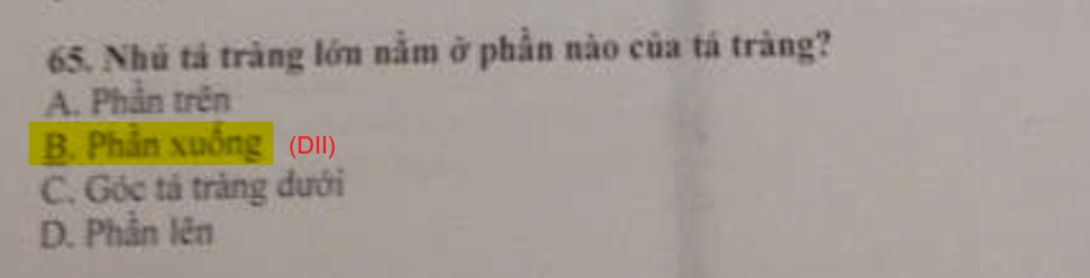 65. Nhú tá tràng lớn nằm ở phần nào của tá tràng?
A. Phần trên
B. Phần xuống (DII)
C. Góc tá tràng dưới
D. Phần lên